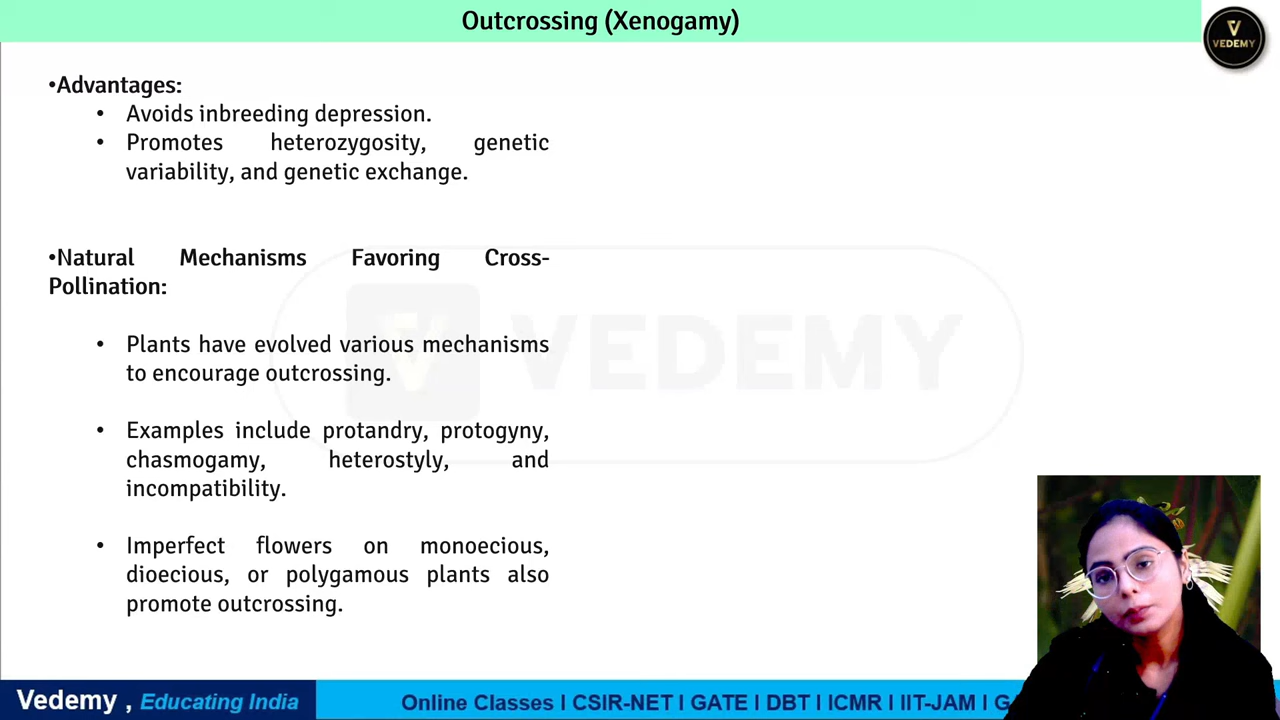 Outcrossing (Xenogamy)
VEDEMY
•Advantages:
• Avoids inbreeding depression.
• Promotes heterozygosity, genetic
variability, and genetic exchange.
•Natural Mechanisms Favoring Cross-
Pollination:
VEDEMY
• Plants have evolved various mechanisms
to encourage outcrossing.
• Examples include protandry, protogyny,
chasmogamy, heterostyly, and
incompatibility.
• Imperfect flowers on monoecious,
dioecious, or polygamous plants also
promote outcrossing.
Vedemy , Educating India
Online Classes I CSIR-NET I GATE I DBT I ICMR I IIT-JAM I